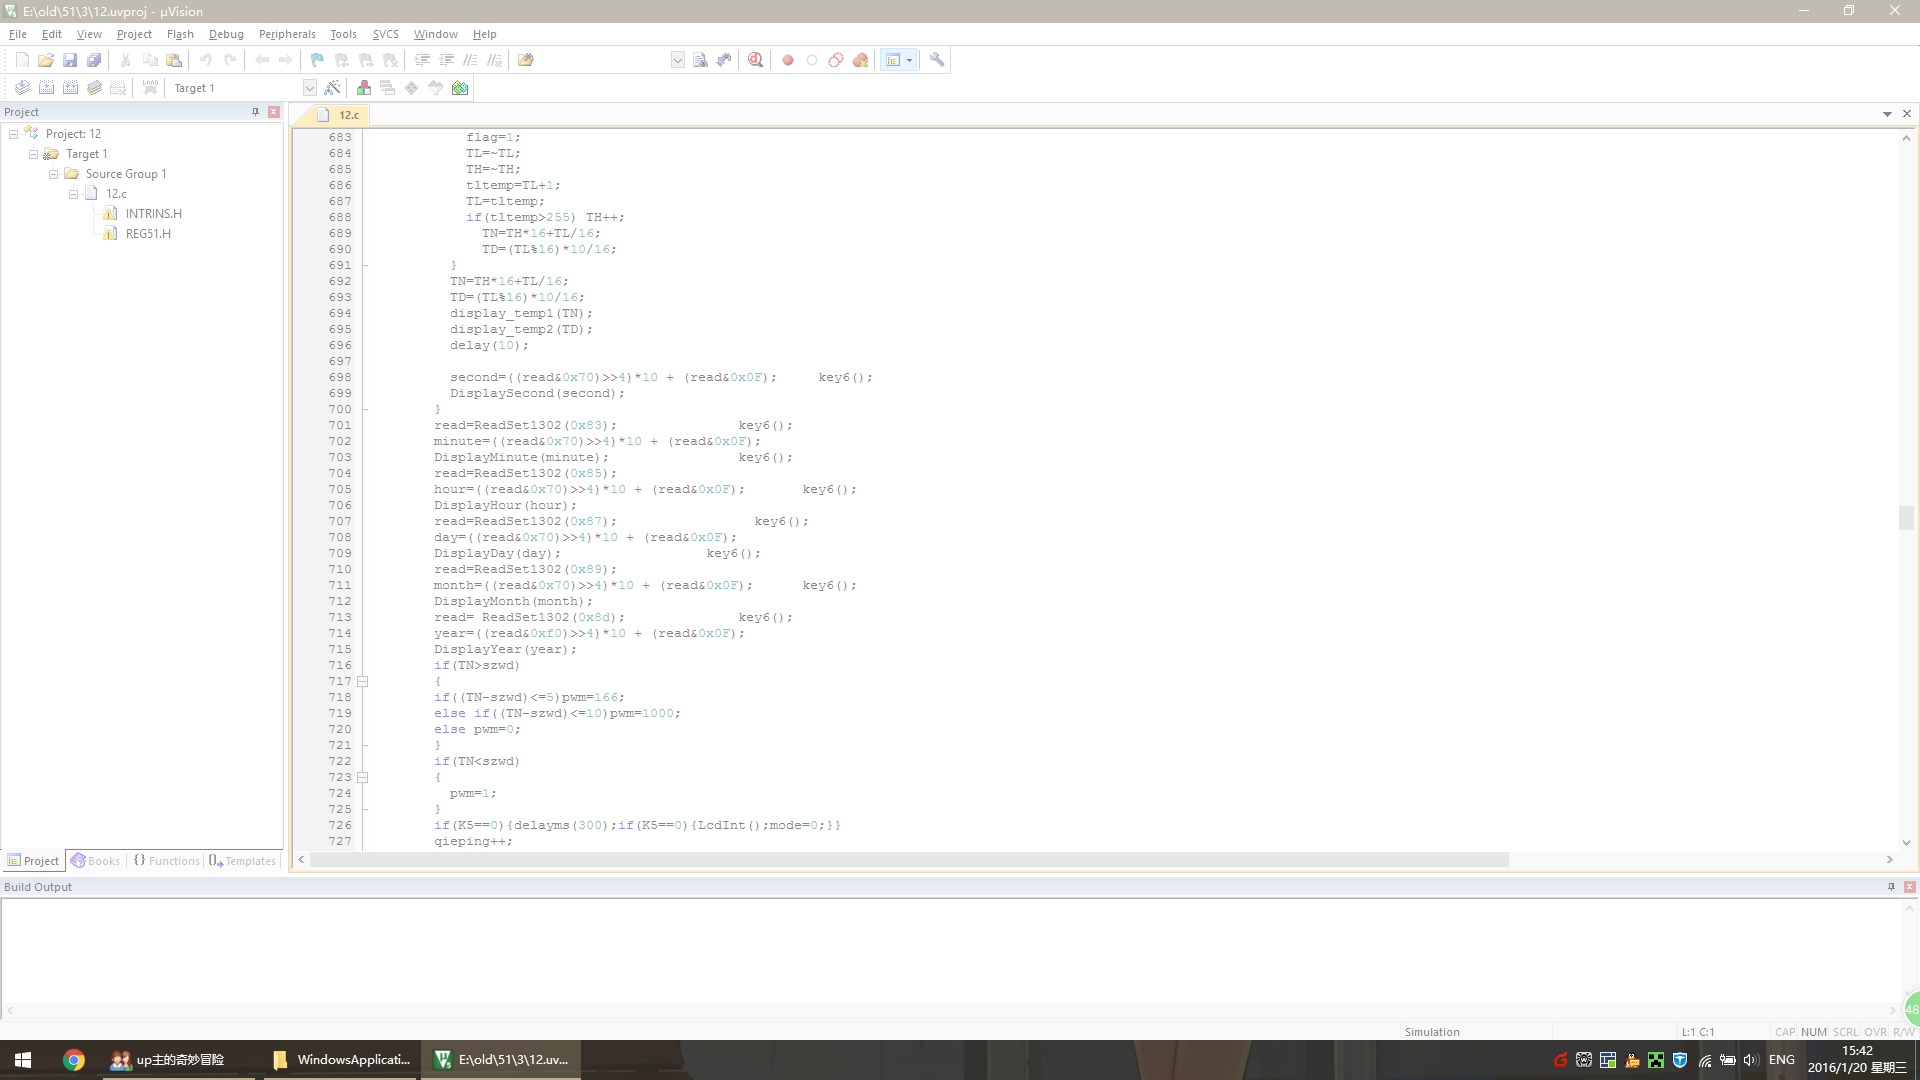 E:\old\51\3\12.uvproj - µVision
File Edit View Project Flash Debug Peripherals Tools SVCS Window Help
LOAD Target 1
Project
12.c
Project: 12
Target 1
Source Group 1
12.c
INTRINS.H
REG51.H
683 flag=1;
684 TL=~TL;
685 TH=~TH;
686 tltemp=TL+1;
687 TL=tltemp;
688 if(tltemp>255) TH++;
689 TN=TH*16+TL/16;
690 TD=(TL%16)*10/16;
691 }
692 TN=TH*16+TL/16;
693 TD=(TL%16)*10/16;
694 display_temp1(TN);
695 display_temp2(TD);
696 delay(10);
697
698 second=((read&0x70)>>4)*10 + (read&0x0F); key6();
699 DisplaySecond(second);
700 }
701 read=ReadSet1302(0x83); key6();
702 minute=((read&0x70)>>4)*10 + (read&0x0F);
703 DisplayMinute(minute); key6();
704 read=ReadSet1302(0x85);
705 hour=((read&0x70)>>4)*10 + (read&0x0F); key6();
706 DisplayHour(hour);
707 read=ReadSet1302(0x87); key6();
708 day=((read&0x70)>>4)*10 + (read&0x0F);
709 DisplayDay(day); key6();
710 read=ReadSet1302(0x89);
711 month=((read&0x70)>>4)*10 + (read&0x0F); key6();
712 DisplayMonth(month);
713 read= ReadSet1302(0x8d); key6();
714 year=((read&0xf0)>>4)*10 + (read&0x0F);
715 DisplayYear(year);
716 if(TN>szwd)
717 {
718 if((TN-szwd)<=5)pwm=166;
719 else if((TN-szwd)<=10)pwm=1000;
720 else pwm=0;
721 }
722 if(TN<szwd)
723 {
724 pwm=1;
725 }
726 if(K5==0){delayms(300);if(K5==0){LcdInt();mode=0;}}
727 qieping++;
Project Books {} Functions Templates
Build Output
48
Simulation L:1 C:1 CAP NUM SCRL OVR R/W
up主的奇妙冒险 WindowsApplicati... E:\old\51\3\12.uv... ENG 15:42
2016/1/20 星期三